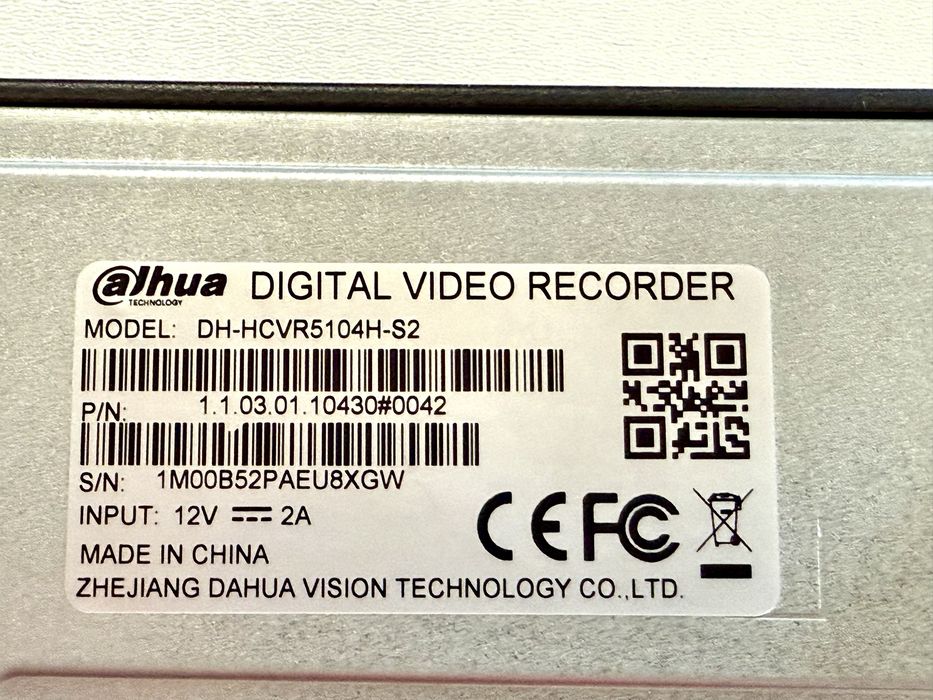 alhua DIGITAL VIDEO RECORDER
TECHNOLOGY
MODEL: DH-HCVR5104H-S2
P/N: 1.1.03.01.10430#0042
S/N: 1M00B52PAEU8XGW
INPUT: 12V ⎓ 2A
CE FC
MADE IN CHINA
ZHEJIANG DAHUA VISION TECHNOLOGY CO.,LTD.